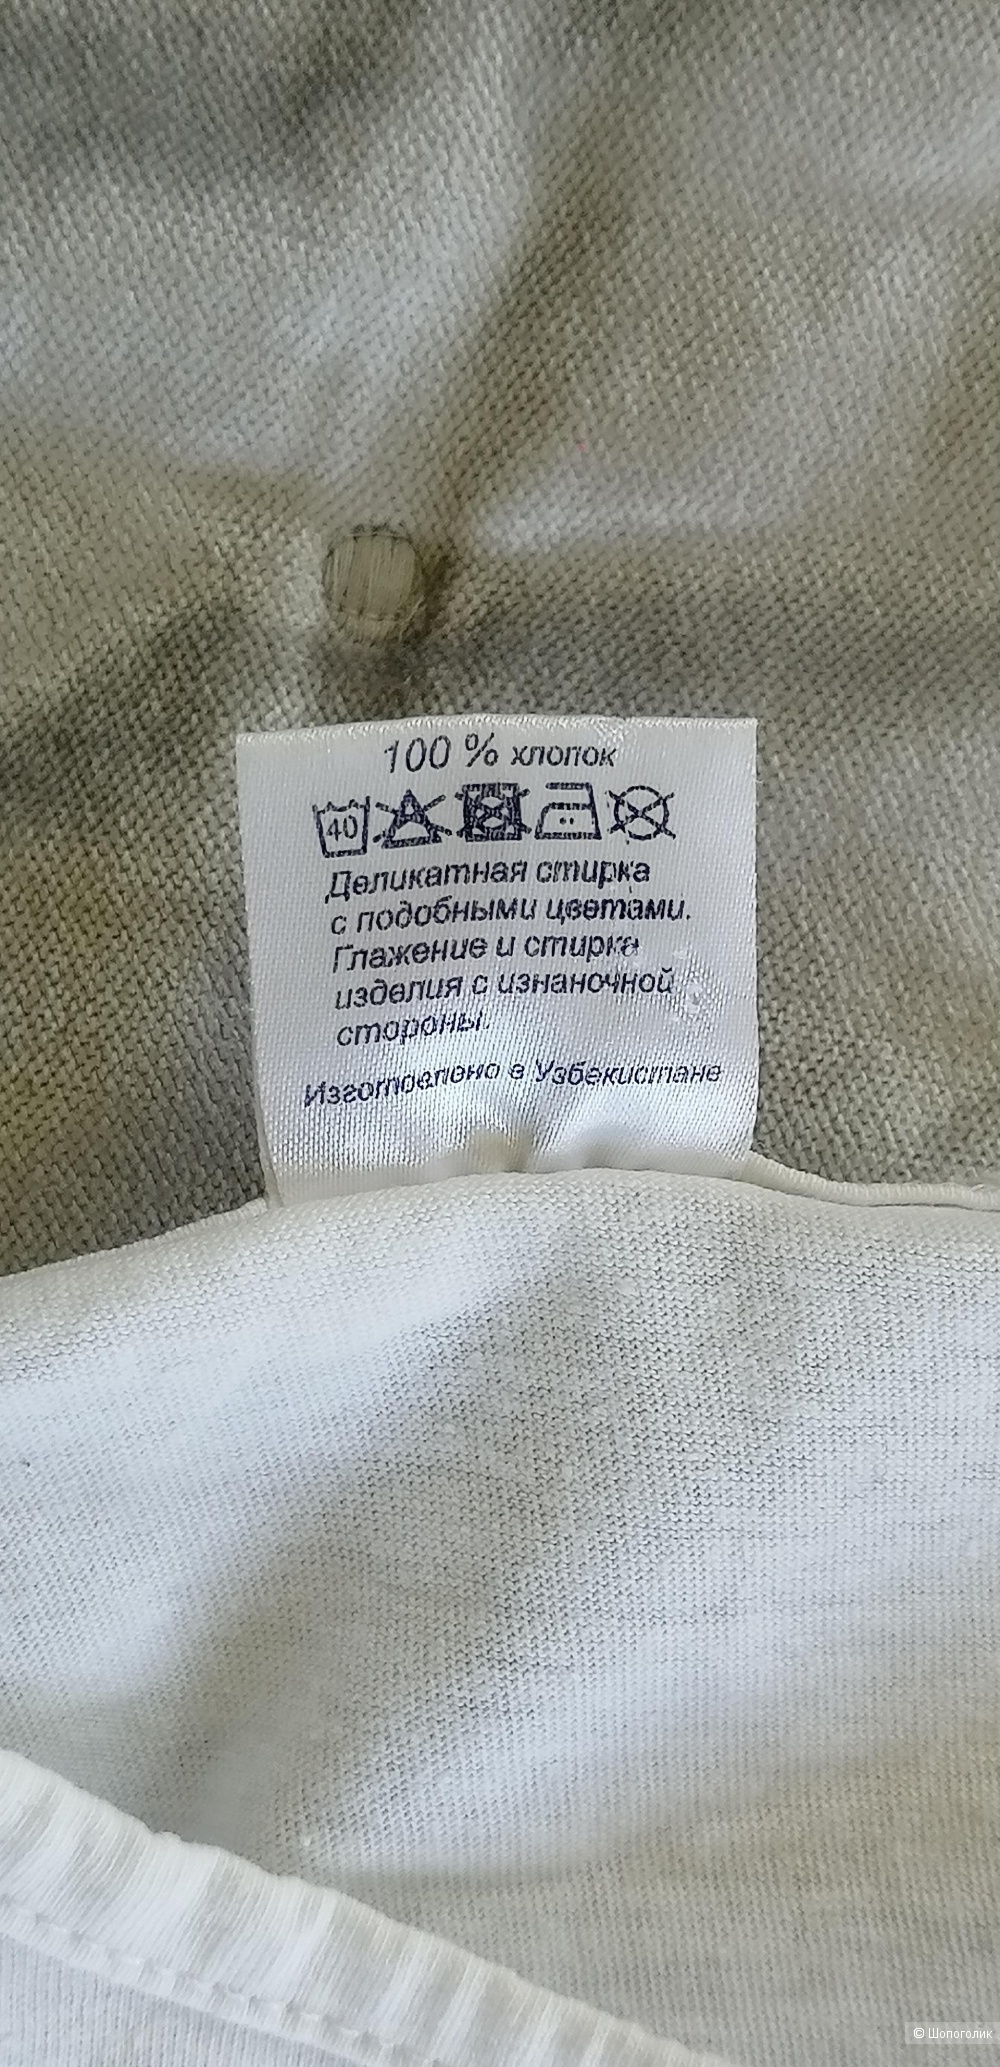 100 % хлопок
40
Деликатная стирка
с подобными цветами.
Глажение и стирка
изделия с изнаночной
стороны.
Изготовлено в Узбекистане
© Шопоголик